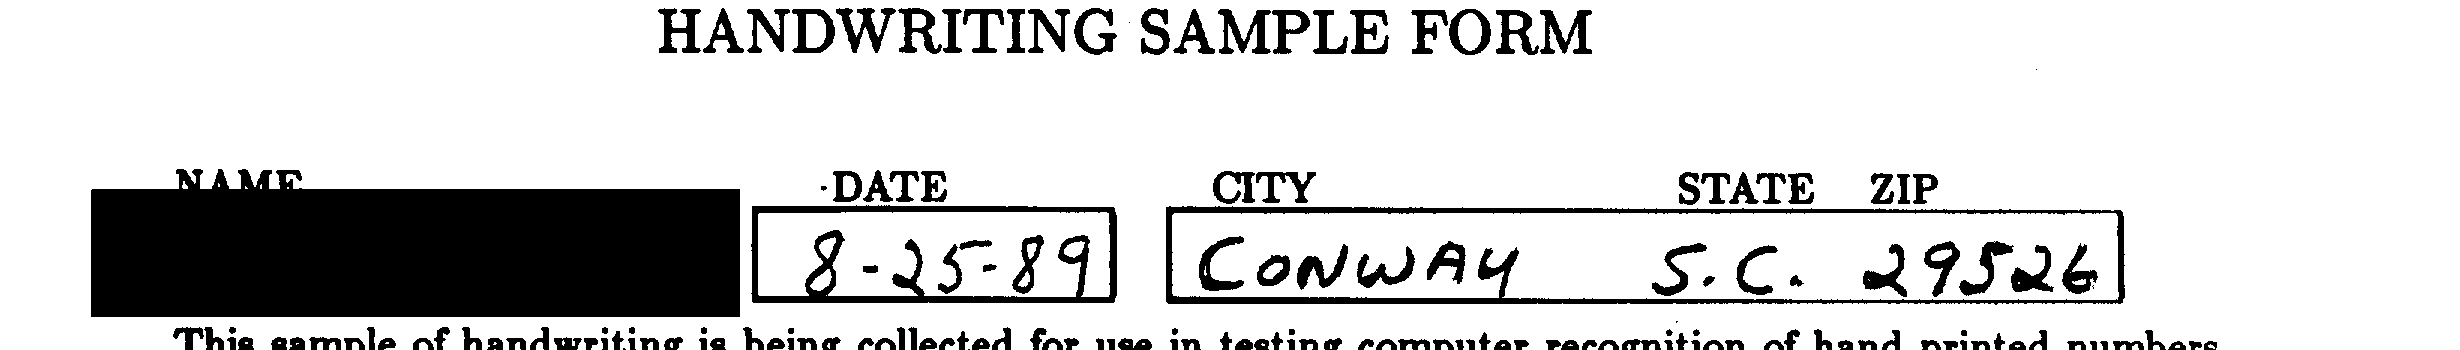 HANDWRITING SAMPLE FORM
NAME DATE CITY STATE ZIP
8-25-89 CONWAY S.C. 29526
This sample of handwriting is being collected for use in testing computer recognition of hand printed numbers